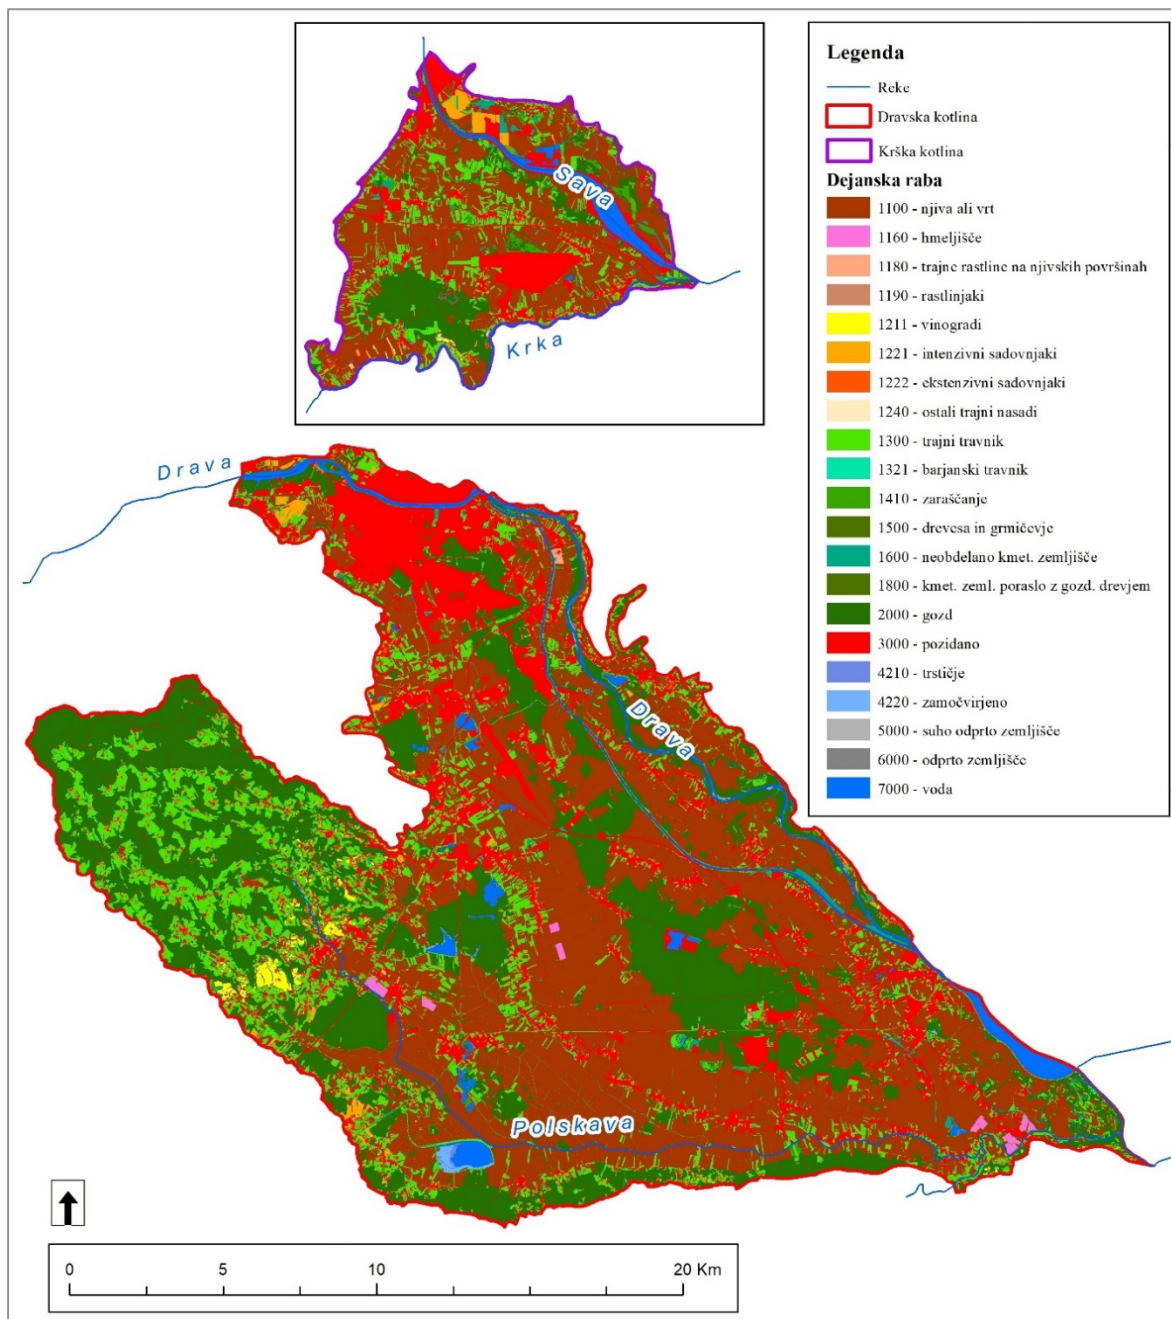 Sava
Krka
Legenda
Reke
Dravska kotlina
Krška kotlina
Dejanska raba
1100 - njiva ali vrt
1160 - hmeljišče
1180 - trajne rastline na njivskih površinah
1190 - rastlinjaki
1211 - vinogradi
1221 - intenzivni sadovnjaki
1222 - ekstenzivni sadovnjaki
1240 - ostali trajni nasadi
1300 - trajni travnik
1321 - barjanski travnik
1410 - zaraščanje
1500 - drevesa in grmičevje
1600 - neobdelano kmet. zemljišče
1800 - kmet. zeml. poraslo z gozd. drevjem
2000 - gozd
3000 - pozidano
4210 - trstičje
4220 - zamočvirjeno
5000 - suho odprto zemljišče
6000 - odprto zemljišče
7000 - voda
Drava
Drava
Polskava
0 5 10 20 Km